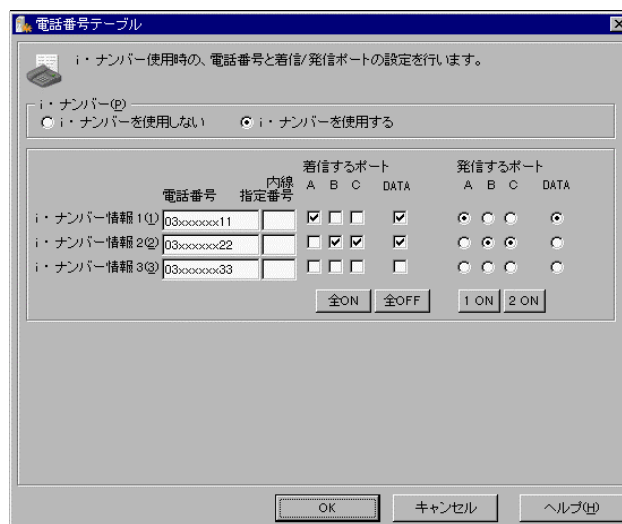 電話番号テーブル
i・ナンバー使用時の、電話番号と着信/発信ポートの設定を行います。
i・ナンバー(P)
i・ナンバーを使用しない i・ナンバーを使用する
着信するポート 発信するポート
電話番号 内線指定番号 A B C DATA A B C DATA
i・ナンバー情報1(1) 03xxxxxx11
i・ナンバー情報2(2) 03xxxxxx22
i・ナンバー情報3(3) 03xxxxxx33
全ON 全OFF 1 ON 2 ON
OK キャンセル ヘルプ(H)